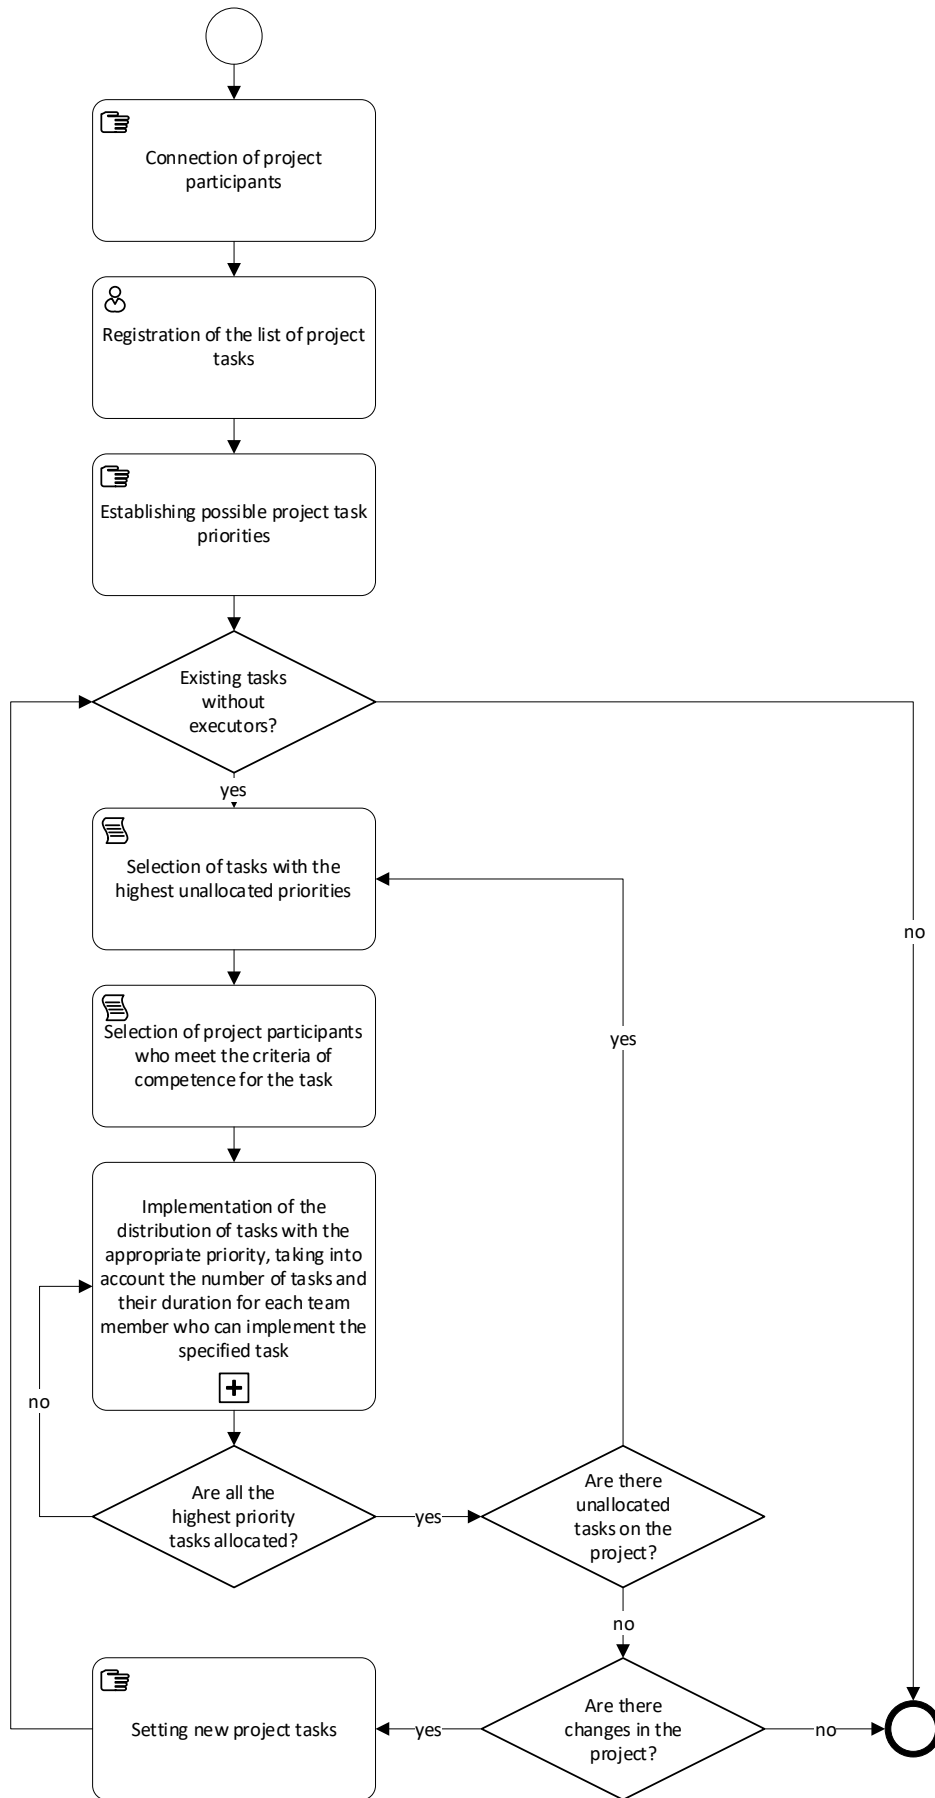 Connection of project
participants
Registration of the list of project
tasks
Establishing possible project task
priorities
Existing tasks
without
executors?
yes
Selection of tasks with the
highest unallocated priorities
no
Selection of project participants
who meet the criteria of
competence for the task
yes
Implementation of the
distribution of tasks with the
appropriate priority, taking into
account the number of tasks and
their duration for each team
member who can implement the
specified task
no
Are all the
highest priority
tasks allocated?
yes
Are there
unallocated
tasks on the
project?
no
Setting new project tasks
yes
Are there
changes in the
project?
no